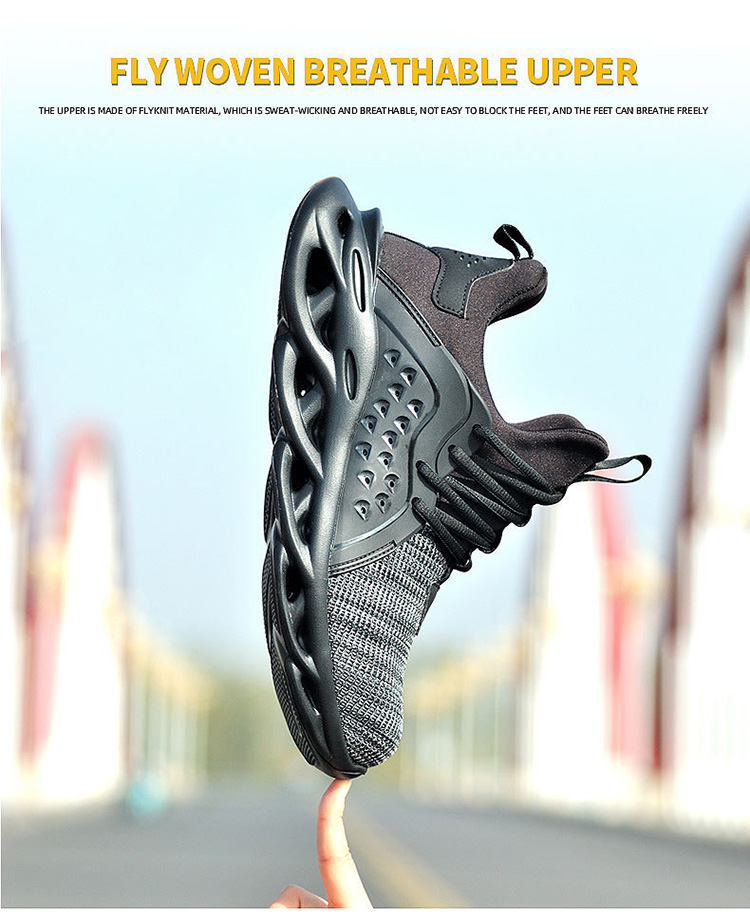 FLY WOVEN BREATHABLE UPPER
THE UPPER IS MADE OF FLYKNIT MATERIAL, WHICH IS SWEAT-WICKING AND BREATHABLE, NOT EASY TO BLOCK THE FEET, AND THE FEET CAN BREATHE FREELY